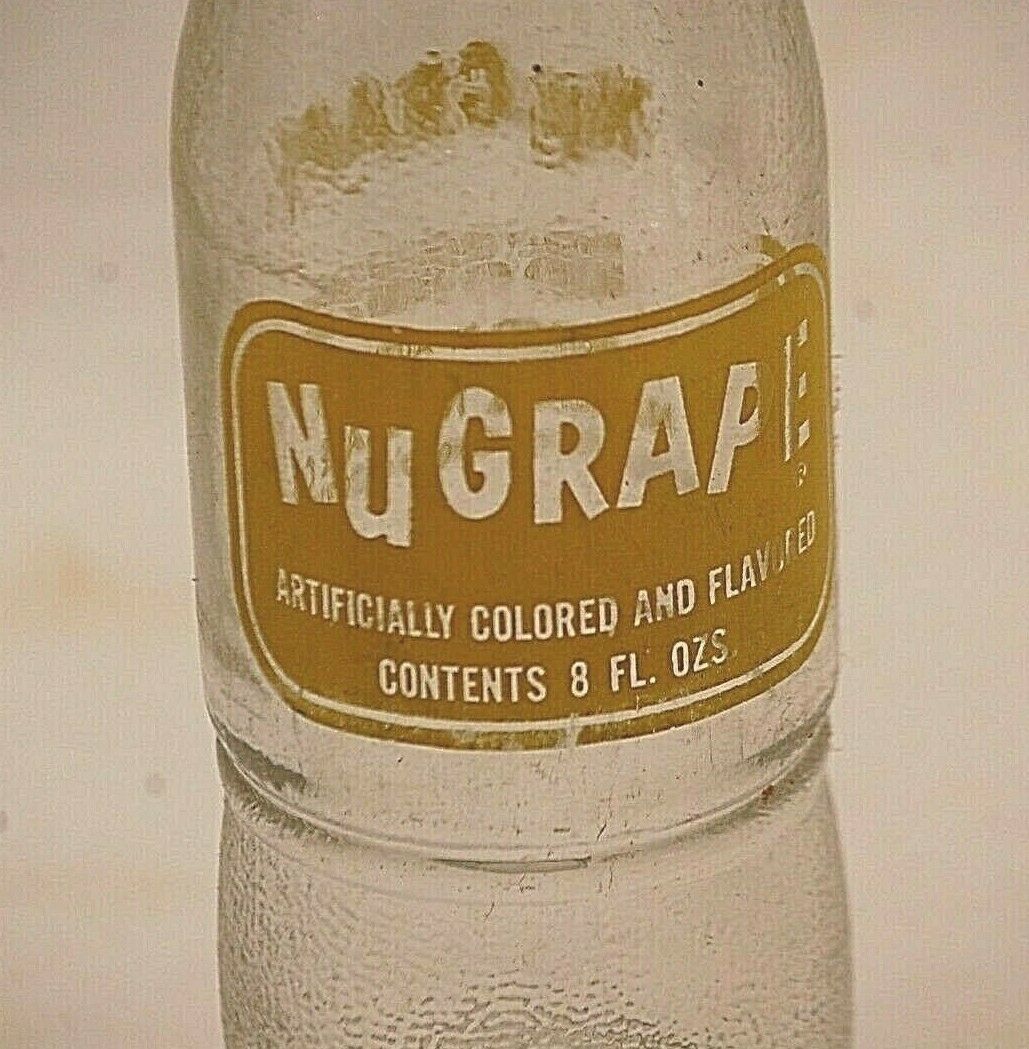 NuGRAPE
ARTIFICIALLY COLORED AND FLAVORED
CONTENTS 8 FL. OZS.